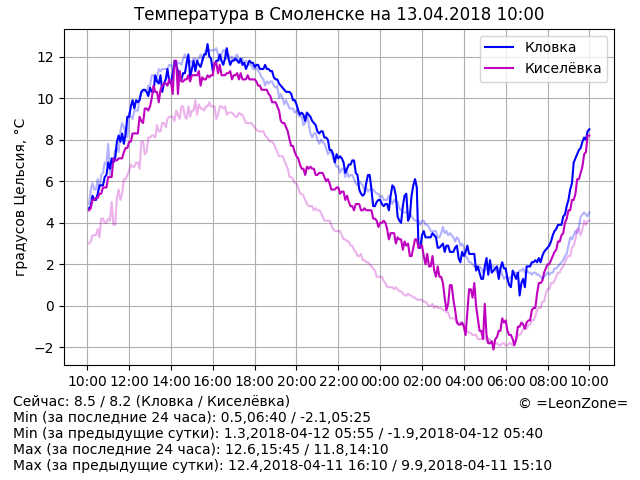 Температура в Смоленске на 13.04.2018 10:00
градусов Цельсия, °C
12
10
8
6
4
2
0
−2
Кловка
Киселёвка
10:00 12:00 14:00 16:00 18:00 20:00 22:00 00:00 02:00 04:00 06:00 08:00 10:00
Сейчас: 8.5 / 8.2 (Кловка / Киселёвка)
© =LeonZone=
Min (за последние 24 часа): 0.5,06:40 / -2.1,05:25
Min (за предыдущие сутки): 1.3,2018-04-12 05:55 / -1.9,2018-04-12 05:40
Max (за последние 24 часа): 12.6,15:45 / 11.8,14:10
Max (за предыдущие сутки): 12.4,2018-04-11 16:10 / 9.9,2018-04-11 15:10